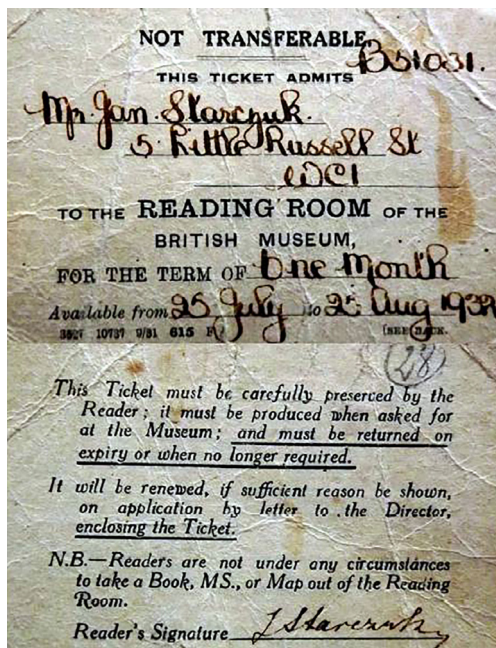 NOT TRANSFERABLE.
B51031.
THIS TICKET ADMITS
Mr. Jan Starczuk.
5 Little Russell St
WC1
TO THE READING ROOM OF THE
BRITISH MUSEUM,
FOR THE TERM OF One Month
Available from 25 July to 25 Aug 1932
10737 9/31 615 [SEE BACK.
(28)
This Ticket must be carefully preserved by the
Reader; it must be produced when asked for
at the Museum; and must be returned on
expiry or when no longer required.
It will be renewed, if sufficient reason be shown,
on application by letter to the Director,
enclosing the Ticket.
N.B.—Readers are not under any circumstances
to take a Book, MS., or Map out of the Reading
Room.
Reader's Signature J Starczuk